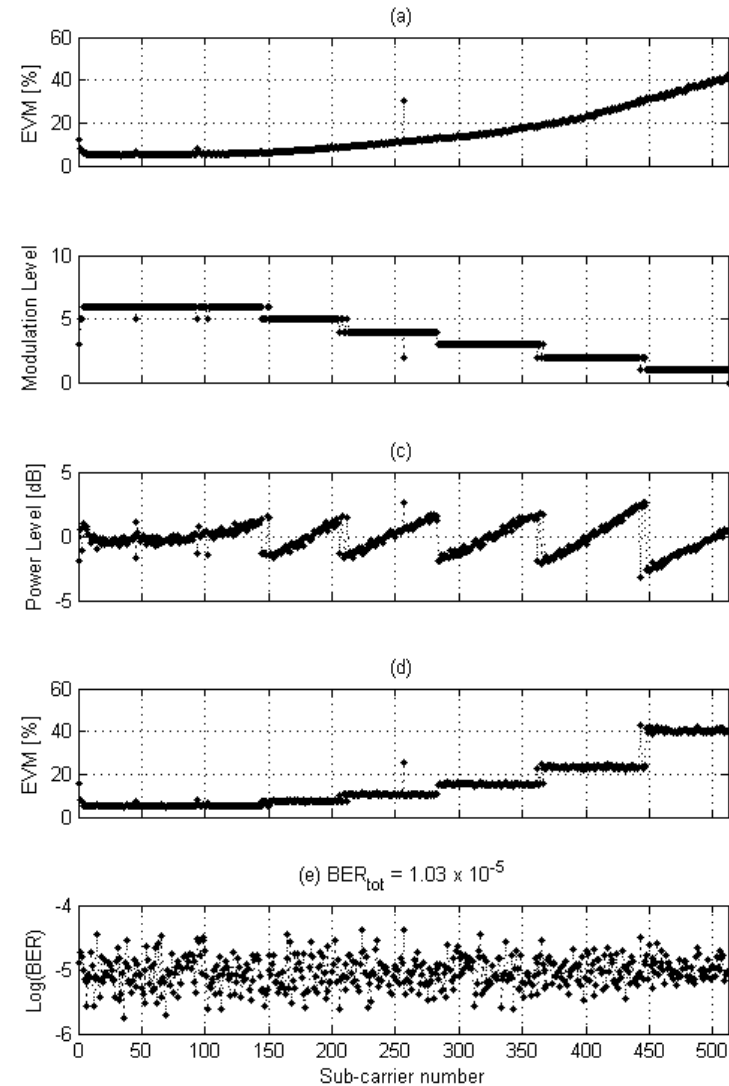 (a)
60
40
20
0
EVM [%]
10
5
0
Modulation Level
(c)
5
0
-5
Power Level [dB]
(d)
60
40
20
0
EVM [%]
(e) BERtot = 1.03 x 10-5
-4
-5
-6
Log(BER)
0 50 100 150 200 250 300 350 400 450 500
Sub-carrier number